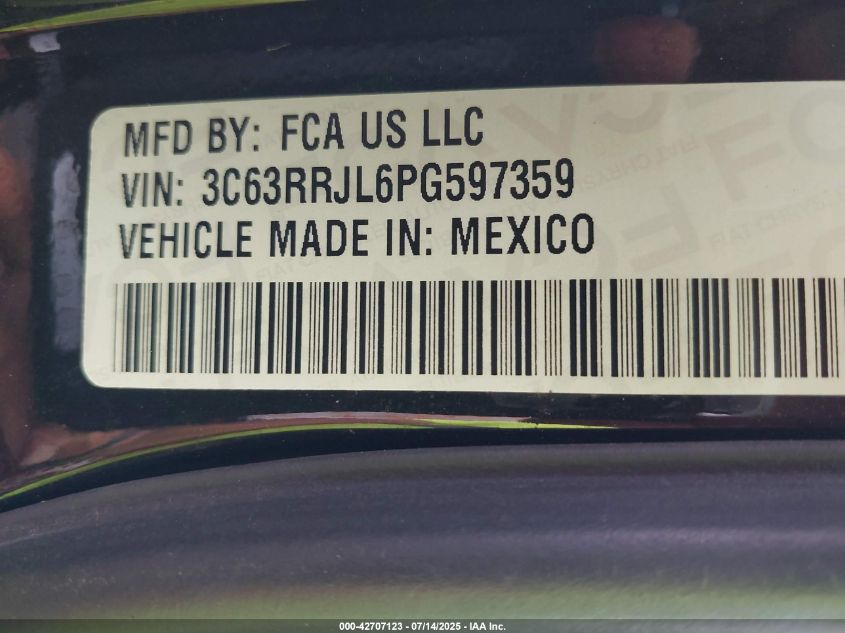 MFD BY: FCA US LLC
VIN: 3C63RRJL6PG597359
VEHICLE MADE IN: MEXICO
000-42707123 - 07/14/2025 - IAA Inc.